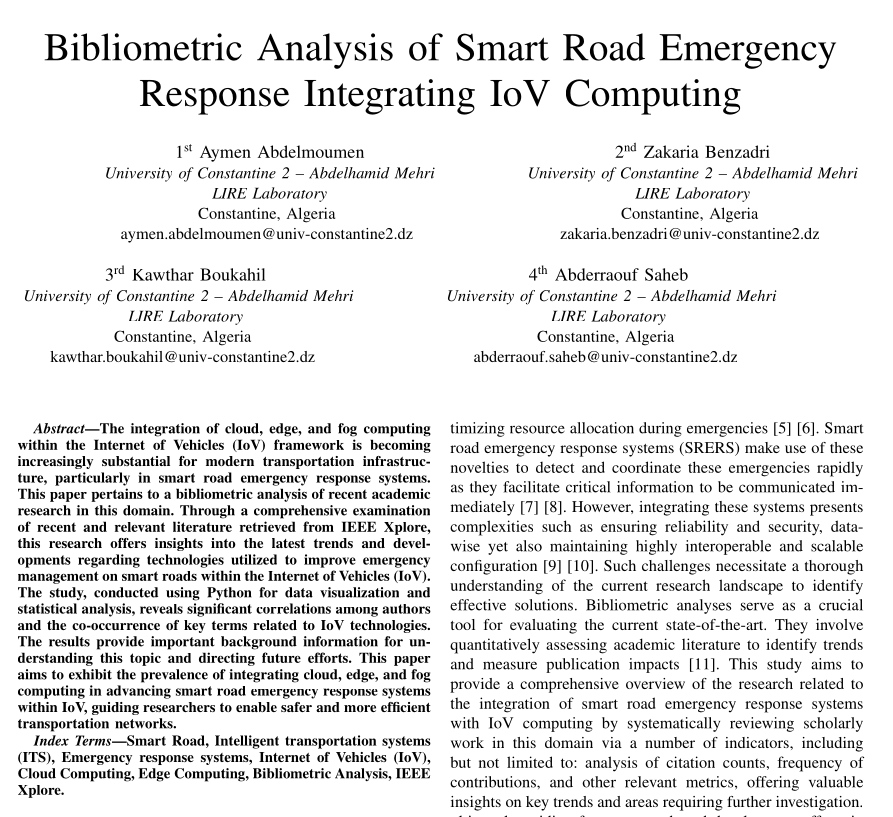 Bibliometric Analysis of Smart Road Emergency
Response Integrating IoV Computing
1st Aymen Abdelmoumen
University of Constantine 2 – Abdelhamid Mehri
LIRE Laboratory
Constantine, Algeria
aymen.abdelmoumen@univ-constantine2.dz
2nd Zakaria Benzadri
University of Constantine 2 – Abdelhamid Mehri
LIRE Laboratory
Constantine, Algeria
zakaria.benzadri@univ-constantine2.dz
3rd Kawthar Boukahil
University of Constantine 2 – Abdelhamid Mehri
LIRE Laboratory
Constantine, Algeria
kawthar.boukahil@univ-constantine2.dz
4th Abderraouf Saheb
University of Constantine 2 – Abdelhamid Mehri
LIRE Laboratory
Constantine, Algeria
abderraouf.saheb@univ-constantine2.dz
Abstract—The integration of cloud, edge, and fog computing
within the Internet of Vehicles (IoV) framework is becoming
increasingly substantial for modern transportation infrastruc-
ture, particularly in smart road emergency response systems.
This paper pertains to a bibliometric analysis of recent academic
research in this domain. Through a comprehensive examination
of recent and relevant literature retrieved from IEEE Xplore,
this research offers insights into the latest trends and devel-
opments regarding technologies utilized to improve emergency
management on smart roads within the Internet of Vehicles (IoV).
The study, conducted using Python for data visualization and
statistical analysis, reveals significant correlations among authors
and the co-occurrence of key terms related to IoV technologies.
The results provide important background information for un-
derstanding this topic and directing future efforts. This paper
aims to exhibit the prevalence of integrating cloud, edge, and fog
computing in advancing smart road emergency response systems
within IoV, guiding researchers to enable safer and more efficient
transportation networks.
Index Terms—Smart Road, Intelligent transportation systems
(ITS), Emergency response systems, Internet of Vehicles (IoV),
Cloud Computing, Edge Computing, Bibliometric Analysis, IEEE
Xplore.
timizing resource allocation during emergencies [5] [6]. Smart
road emergency response systems (SRERS) make use of these
novelties to detect and coordinate these emergencies rapidly
as they facilitate critical information to be communicated im-
mediately [7] [8]. However, integrating these systems presents
complexities such as ensuring reliability and security, data-
wise yet also maintaining highly interoperable and scalable
configuration [9] [10]. Such challenges necessitate a thorough
understanding of the current research landscape to identify
effective solutions. Bibliometric analyses serve as a crucial
tool for evaluating the current state-of-the-art. They involve
quantitatively assessing academic literature to identify trends
and measure publication impacts [11]. This study aims to
provide a comprehensive overview of the research related to
the integration of smart road emergency response systems
with IoV computing by systematically reviewing scholarly
work in this domain via a number of indicators, including
but not limited to: analysis of citation counts, frequency of
contributions, and other relevant metrics, offering valuable
insights on key trends and areas requiring further investigation.